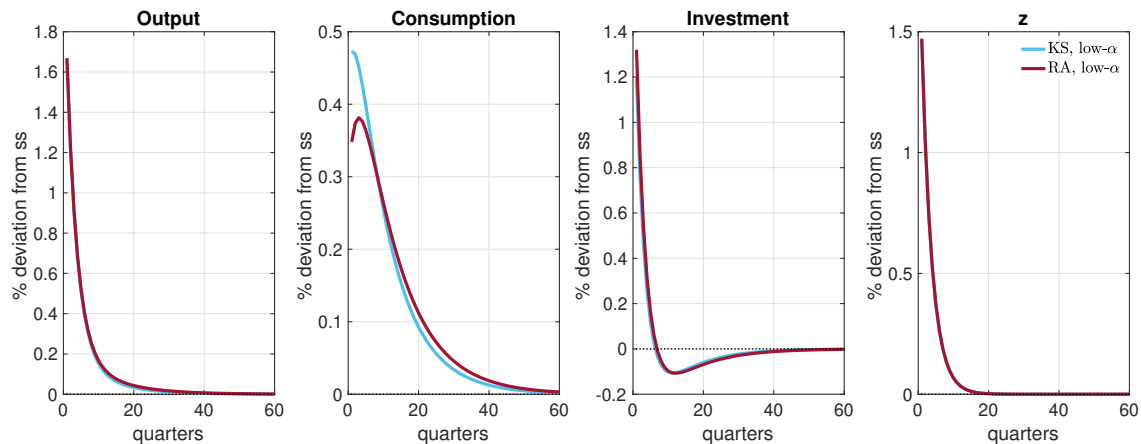 Output
Consumption
Investment
z
% deviation from ss
1.8
1.6
1.4
1.2
1
0.8
0.6
0.4
0.2
0
0 20 40 60
quarters
% deviation from ss
0.5
0.4
0.3
0.2
0.1
0
0 20 40 60
quarters
% deviation from ss
1.4
1.2
1
0.8
0.6
0.4
0.2
0
-0.2
0 20 40 60
quarters
% deviation from ss
1.5
1
0.5
0
0 20 40 60
quarters
KS, low-α
RA, low-α